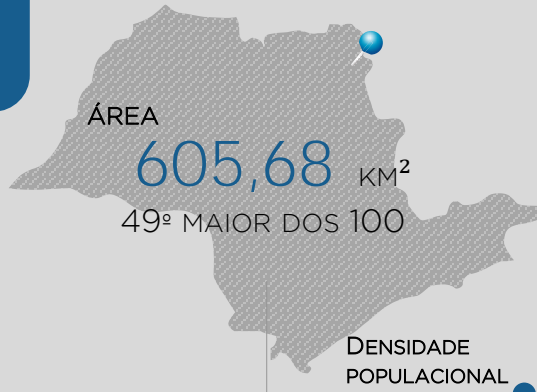 ÁREA
605,68 KM²
49º MAIOR DOS 100
DENSIDADE
POPULACIONAL